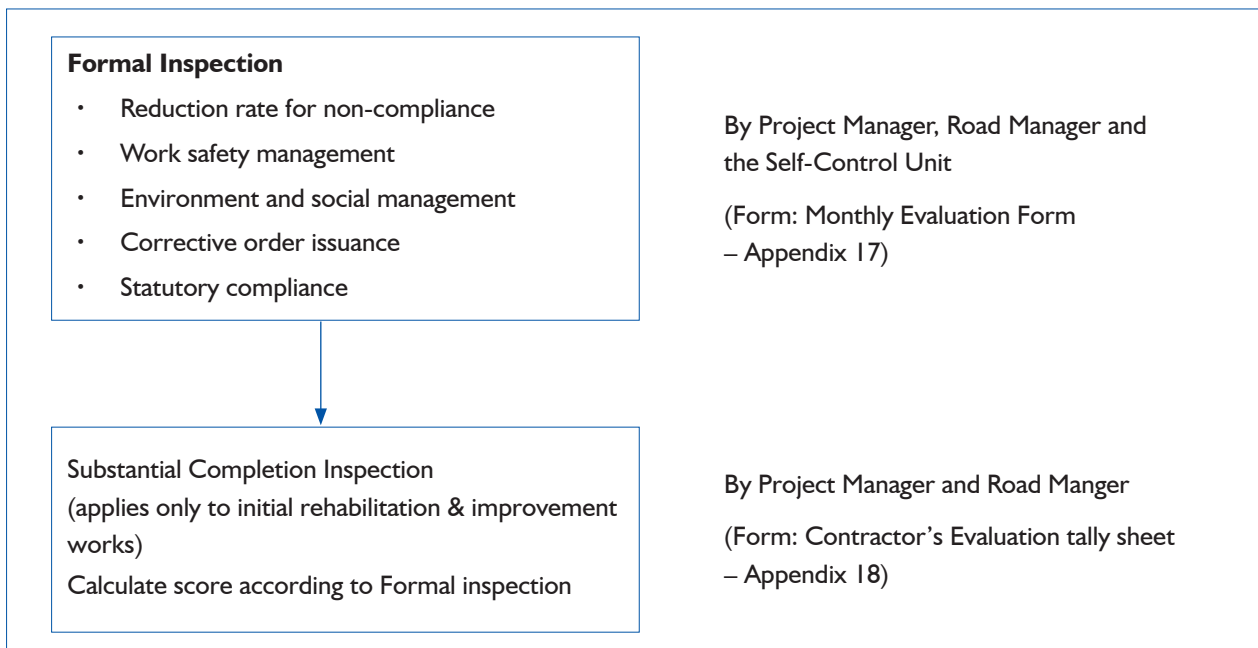 Formal Inspection
• Reduction rate for non-compliance
• Work safety management
• Environment and social management
• Corrective order issuance
• Statutory compliance
By Project Manager, Road Manager and
the Self-Control Unit
(Form: Monthly Evaluation Form
– Appendix 17)
Substantial Completion Inspection
(applies only to initial rehabilitation & improvement
works)
Calculate score according to Formal inspection
By Project Manager and Road Manger
(Form: Contractor’s Evaluation tally sheet
– Appendix 18)